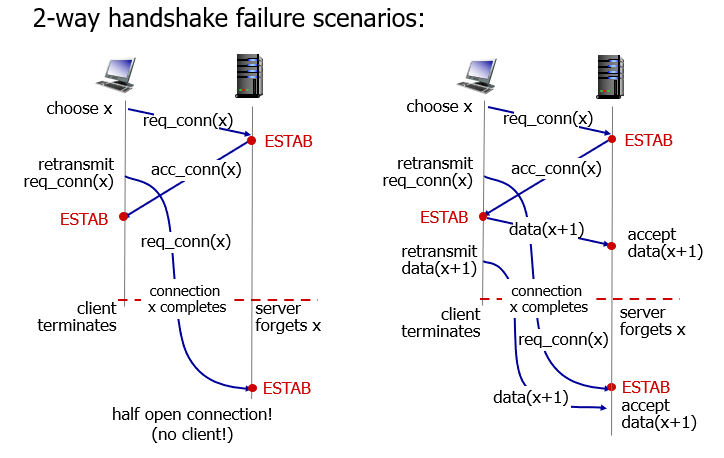 2-way handshake failure scenarios:
choose x
req_conn(x)
ESTAB
retransmit
req_conn(x)
acc_conn(x)
ESTAB
req_conn(x)
connection
x completes
client
terminates
server
forgets x
ESTAB
half open connection!
(no client!)
choose x
req_conn(x)
ESTAB
retransmit
req_conn(x)
acc_conn(x)
ESTAB
data(x+1)
accept
data(x+1)
retransmit
data(x+1)
connection
x completes
client
terminates
server
forgets x
req_conn(x)
ESTAB
data(x+1)
accept
data(x+1)